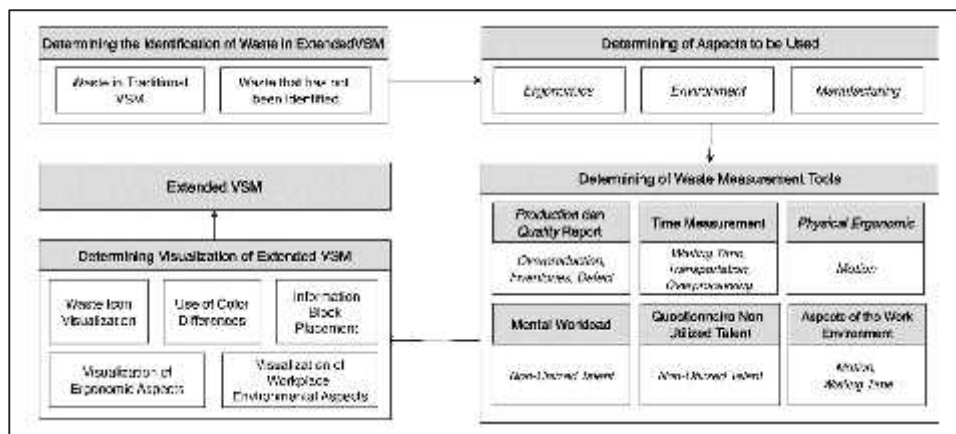 Determining the Identification of Waste in ExtendedVSM
Waste in Traditional
VSM
Waste that has not
been Identified
Determining of Aspects to be Used
Ergonomics
Environment
Manufacturing
Determining of Waste Measurement Tools
Production dan
Quality Report
Overproduction,
Inventories, Defect
Time Measurement
Waiting Time,
Transportation,
Overprocessing
Physical Ergonomic
Motion
Mental Workload
Non-Utilized Talent
Questionnaire Non
Utilized Talent
Non-Utilized Talent
Aspects of the Work
Environment
Motion,
Waiting Time
Extended VSM
Determining Visualization of Extended VSM
Waste Icon
Visualization
Use of Color
Differences
Information
Block
Placement
Visualization of
Ergonomic Aspects
Visualization of
Workplace
Environmental Aspects